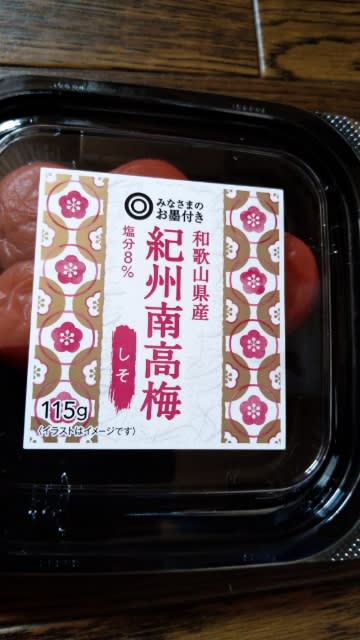 みなさまの
お墨付き
和歌山県産
紀州南高梅
しそ
塩分8%
115g
〈イラストはイメージです〉